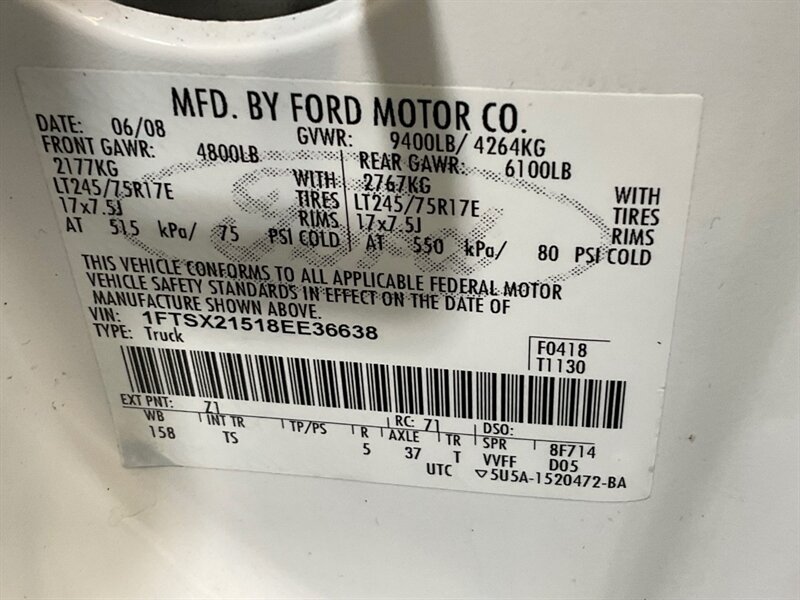 MFD. BY FORD MOTOR CO.
DATE: 06/08 GVWR: 9400LB/ 4264KG
FRONT GAWR: 4800LB REAR GAWR: 6100LB
2177KG WITH 2767KG WITH
LT245/75R17E TIRES LT245/75R17E TIRES
17x7.5J RIMS 17x7.5J RIMS
AT 515 kPa/ 75 PSI COLD AT 550 kPa/ 80 PSI COLD
THIS VEHICLE CONFORMS TO ALL APPLICABLE FEDERAL MOTOR
VEHICLE SAFETY STANDARDS IN EFFECT ON THE DATE OF
MANUFACTURE SHOWN ABOVE.
VIN: 1FTSX21518EE36638
TYPE: Truck
F0418
T1130
EXT PNT: Z1 RC: 71 DSO:
WB INT TR TP/PS R AXLE TR SPR 8F714
158 TS 5 37 T VVFF D05
UTC ▽5U5A-1520472-BA